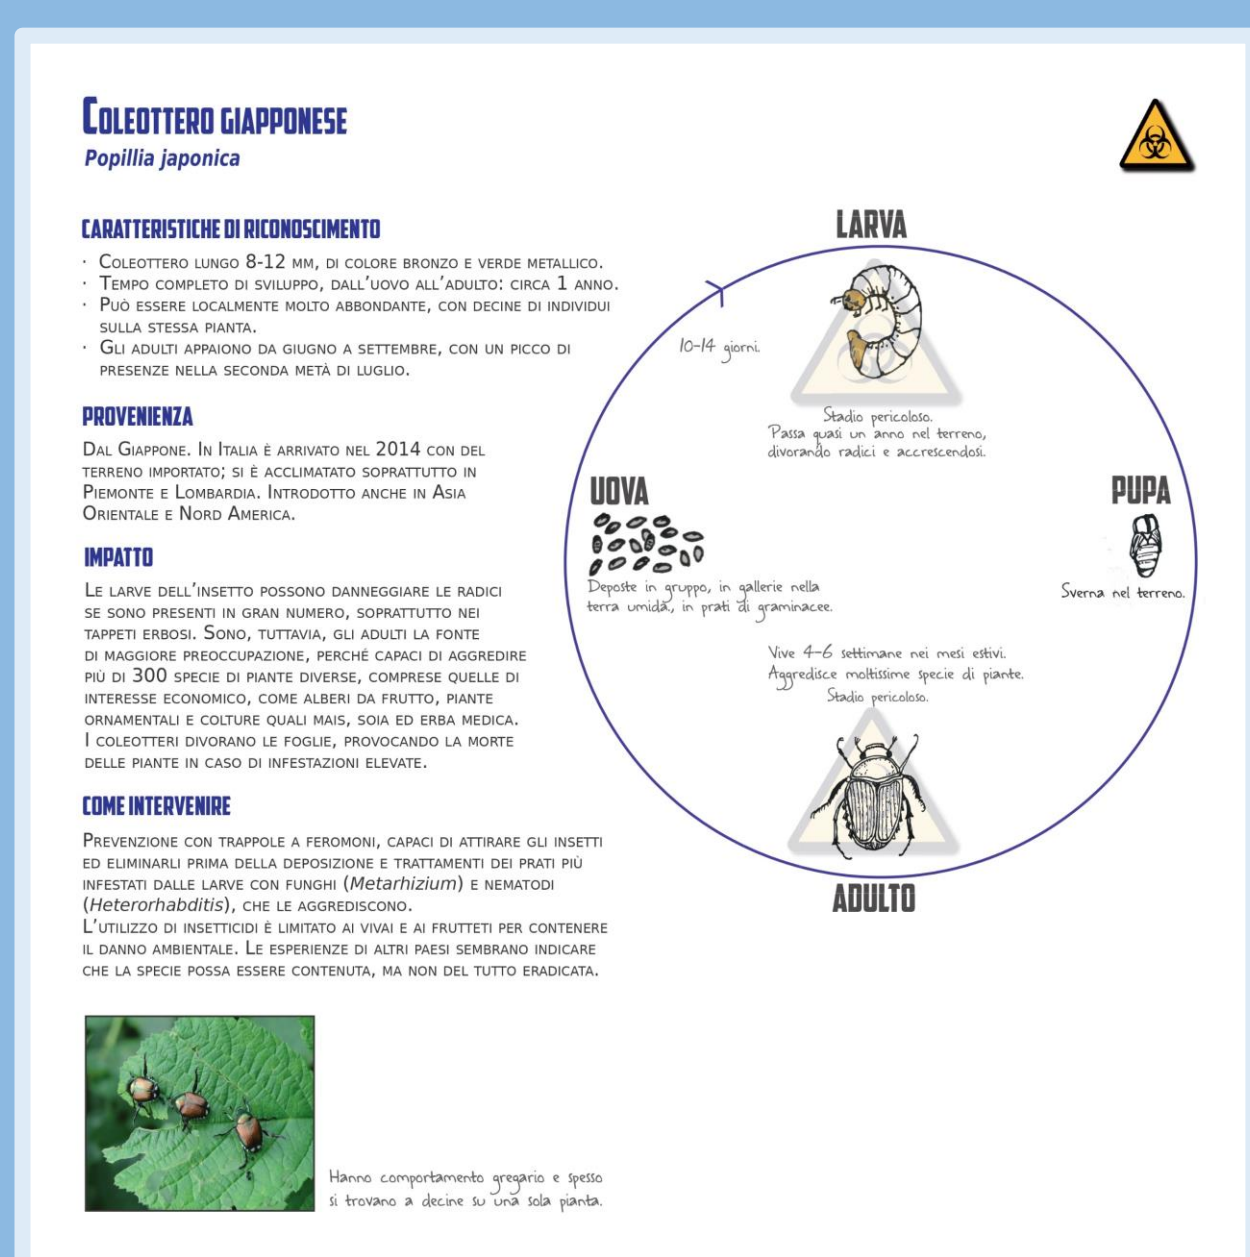 Coleottero giapponese
Popillia japonica
CARATTERISTICHE DI RICONOSCIMENTO
· Coleottero lungo 8-12 mm, di colore bronzo e verde metallico.
· Tempo completo di sviluppo, dall'uovo all'adulto: circa 1 anno.
· Può essere localmente molto abbondante, con decine di individui
sulla stessa pianta.
· Gli adulti appaiono da giugno a settembre, con un picco di
presenze nella seconda metà di luglio.
PROVENIENZA
Dal Giappone. In Italia è arrivato nel 2014 con del
terreno importato; si è acclimatato soprattutto in
Piemonte e Lombardia. Introdotto anche in Asia
Orientale e Nord America.
IMPATTO
Le larve dell'insetto possono danneggiare le radici
se sono presenti in gran numero, soprattutto nei
tappeti erbosi. Sono, tuttavia, gli adulti la fonte
di maggiore preoccupazione, perché capaci di aggredire
più di 300 specie di piante diverse, comprese quelle di
interesse economico, come alberi da frutto, piante
ornamentali e colture quali mais, soia ed erba medica.
I coleotteri divorano le foglie, provocando la morte
delle piante in caso di infestazioni elevate.
COME INTERVENIRE
Prevenzione con trappole a feromoni, capaci di attirare gli insetti
ed eliminarli prima della deposizione e trattamenti dei prati più
infestati dalle larve con funghi (Metarhizium) e nematodi
(Heterorhabditis), che le aggrediscono.
L'utilizzo di insetticidi è limitato ai vivai e ai frutteti per contenere
il danno ambientale. Le esperienze di altri paesi sembrano indicare
che la specie possa essere contenuta, ma non del tutto eradicata.
Hanno comportamento gregario e spesso
si trovano a decine su una sola pianta.
LARVA
10-14 giorni.
Stadio pericoloso.
Passa quasi un anno nel terreno,
divorando radici e accrescendosi.
UOVA
Deposte in gruppo, in gallerie nella
terra umida, in prati di graminacee.
PUPA
Sverna nel terreno.
Vive 4-6 settimane nei mesi estivi.
Aggredisce moltissime specie di piante.
Stadio pericoloso.
ADULTO